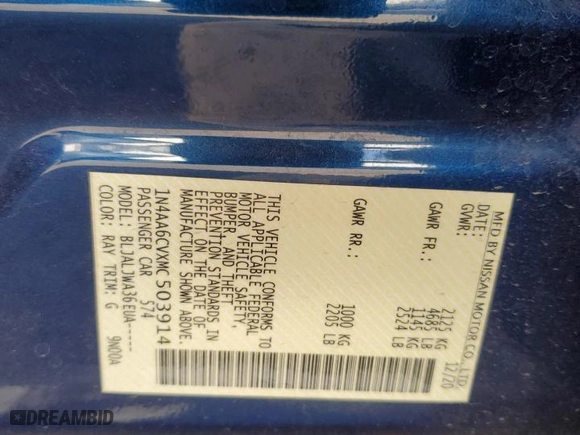 MFD BY NISSAN MOTOR CO., LTD.
DATE: 12/20
GVWR: 2125 KG
4685 LB
GAWR FR: 1145 KG
2524 LB
GAWR RR: 1000 KG
2205 LB
THIS VEHICLE CONFORMS TO
ALL APPLICABLE FEDERAL
MOTOR VEHICLE SAFETY,
BUMPER, AND THEFT
PREVENTION STANDARDS IN
EFFECT ON THE DATE OF
MANUFACTURE SHOWN ABOVE.
1N4AA6CVXMC503914
PASSENGER CAR 574
MODEL: BLJALJWA36EUA-----
COLOR: RAY TRIM: G 9N00A
DREAMBID